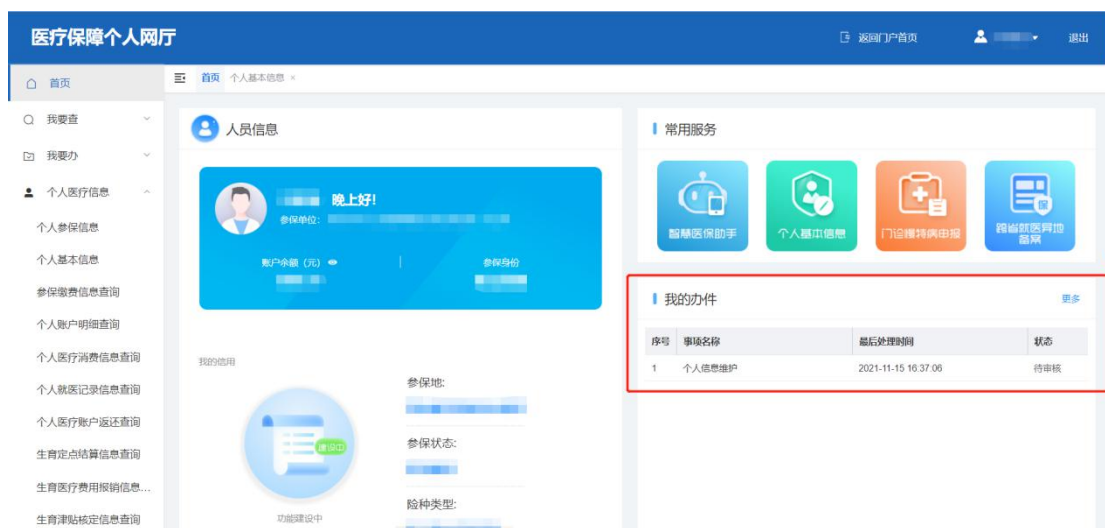 医疗保障个人网厅
返回门户首页
退出
首页
首页 个人基本信息 ×
我要查
我要办
个人医疗信息
个人参保信息
个人基本信息
参保缴费信息查询
个人账户明细查询
个人医疗消费信息查询
个人就医记录信息查询
个人医疗账户返还查询
生育定点结算信息查询
生育医疗费用报销信息...
生育津贴核定信息查询
人员信息
晚上好!
参保单位:
账户余额（元）
参保身份
我的信用
建设中
功能建设中
参保地:
参保状态:
险种类型:
常用服务
智慧医保助手
个人基本信息
门诊慢特病申报
跨省就医异地
备案
我的办件
更多
序号 事项名称 最后处理时间 状态
1 个人信息维护 2021-11-15 16:37:06 待审核